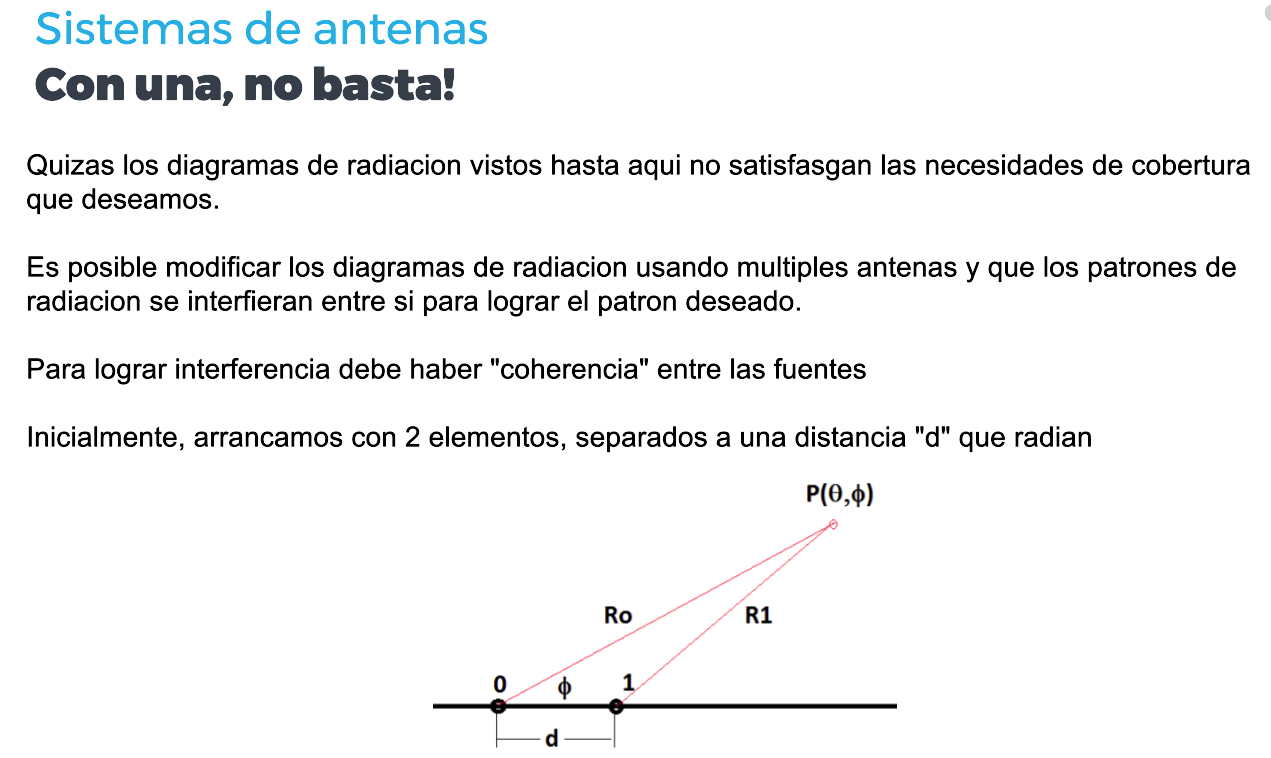 Sistemas de antenas
Con una, no basta!
Quizas los diagramas de radiacion vistos hasta aqui no satisfasgan las necesidades de cobertura
que deseamos.
Es posible modificar los diagramas de radiacion usando multiples antenas y que los patrones de
radiacion se interfieran entre si para lograr el patron deseado.
Para lograr interferencia debe haber "coherencia" entre las fuentes
Inicialmente, arrancamos con 2 elementos, separados a una distancia "d" que radian
P(θ,ϕ)
Ro
R1
0
ϕ
1
d